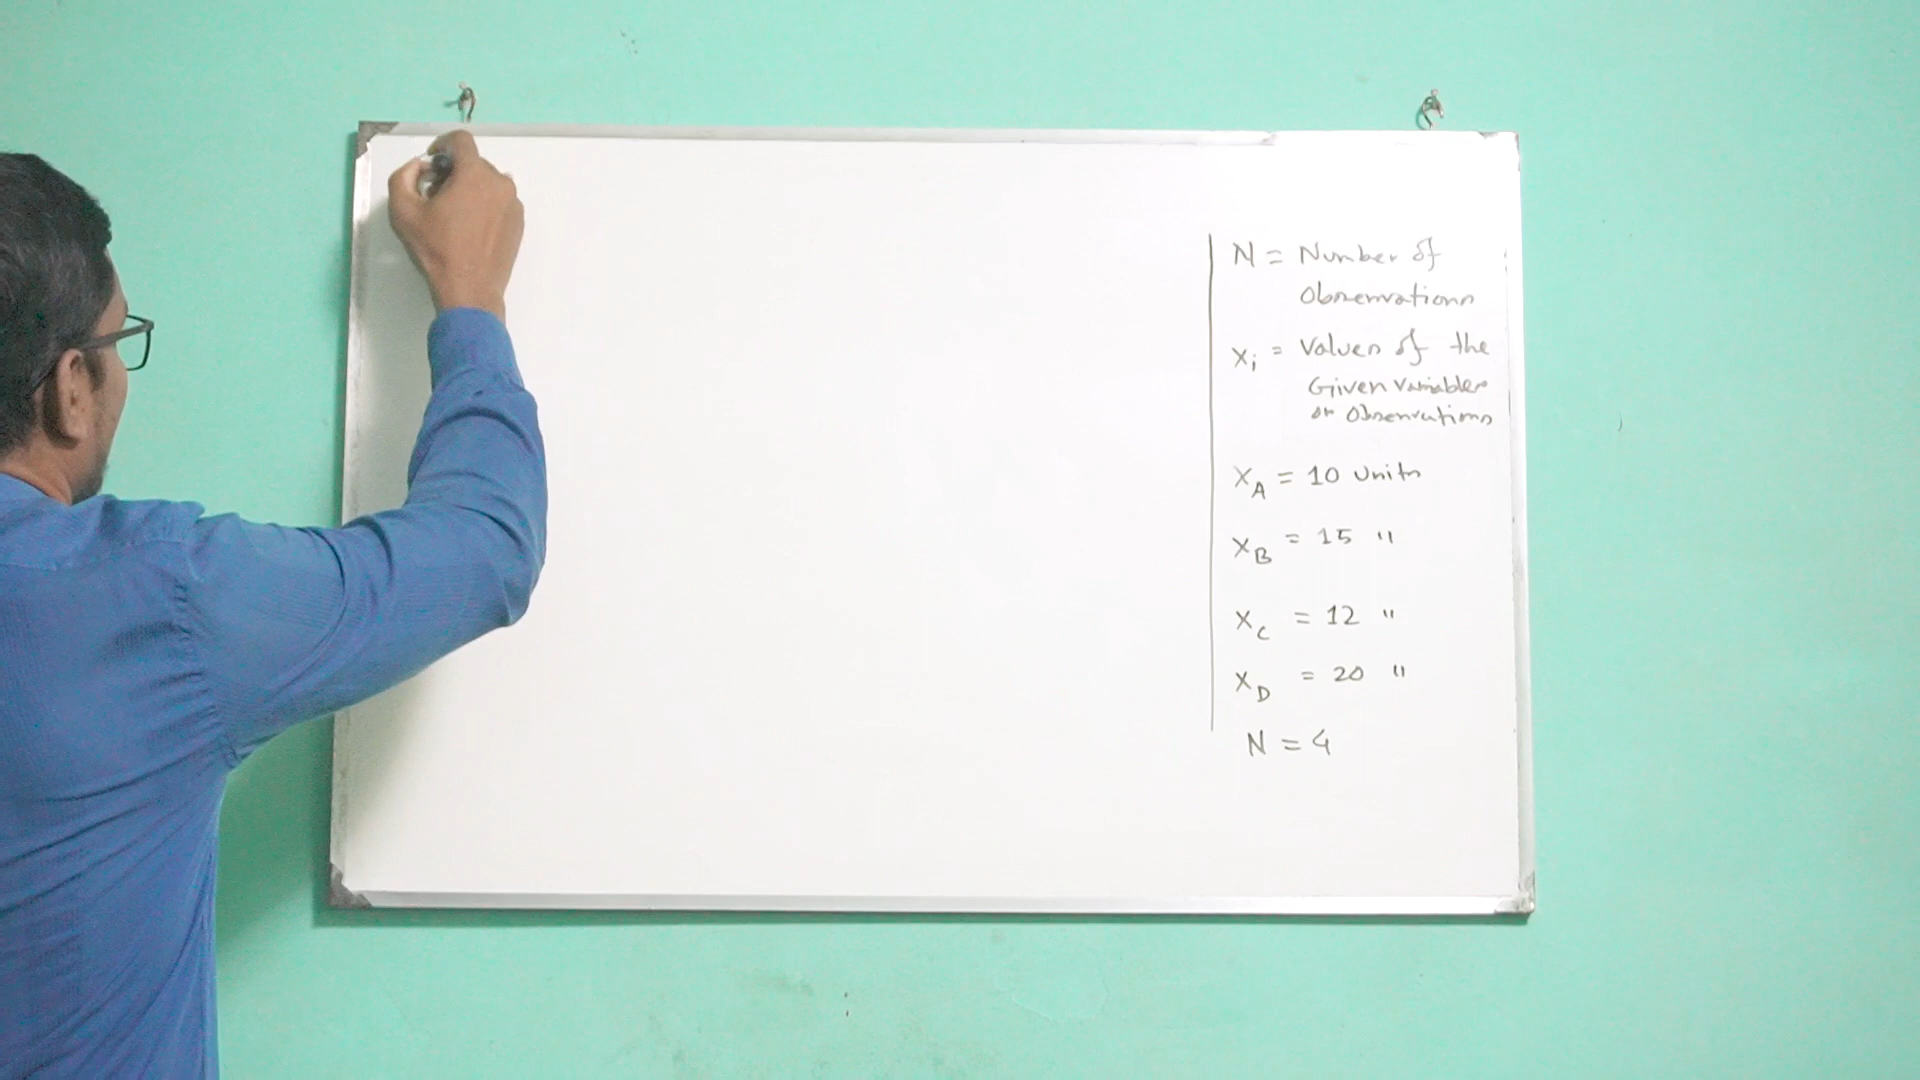 N = Number of
Observations
Xi = Values of the
Given Variables
or Observations
XA = 10 Units
XB = 15 "
XC = 12 "
XD = 20 "
N = 4